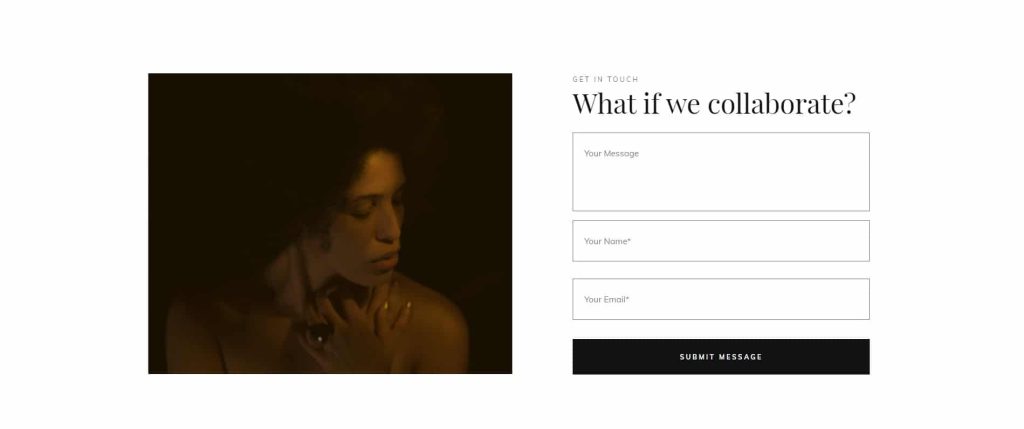 GET IN TOUCH
What if we collaborate?
Your Message
Your Name*
Your Email*
SUBMIT MESSAGE